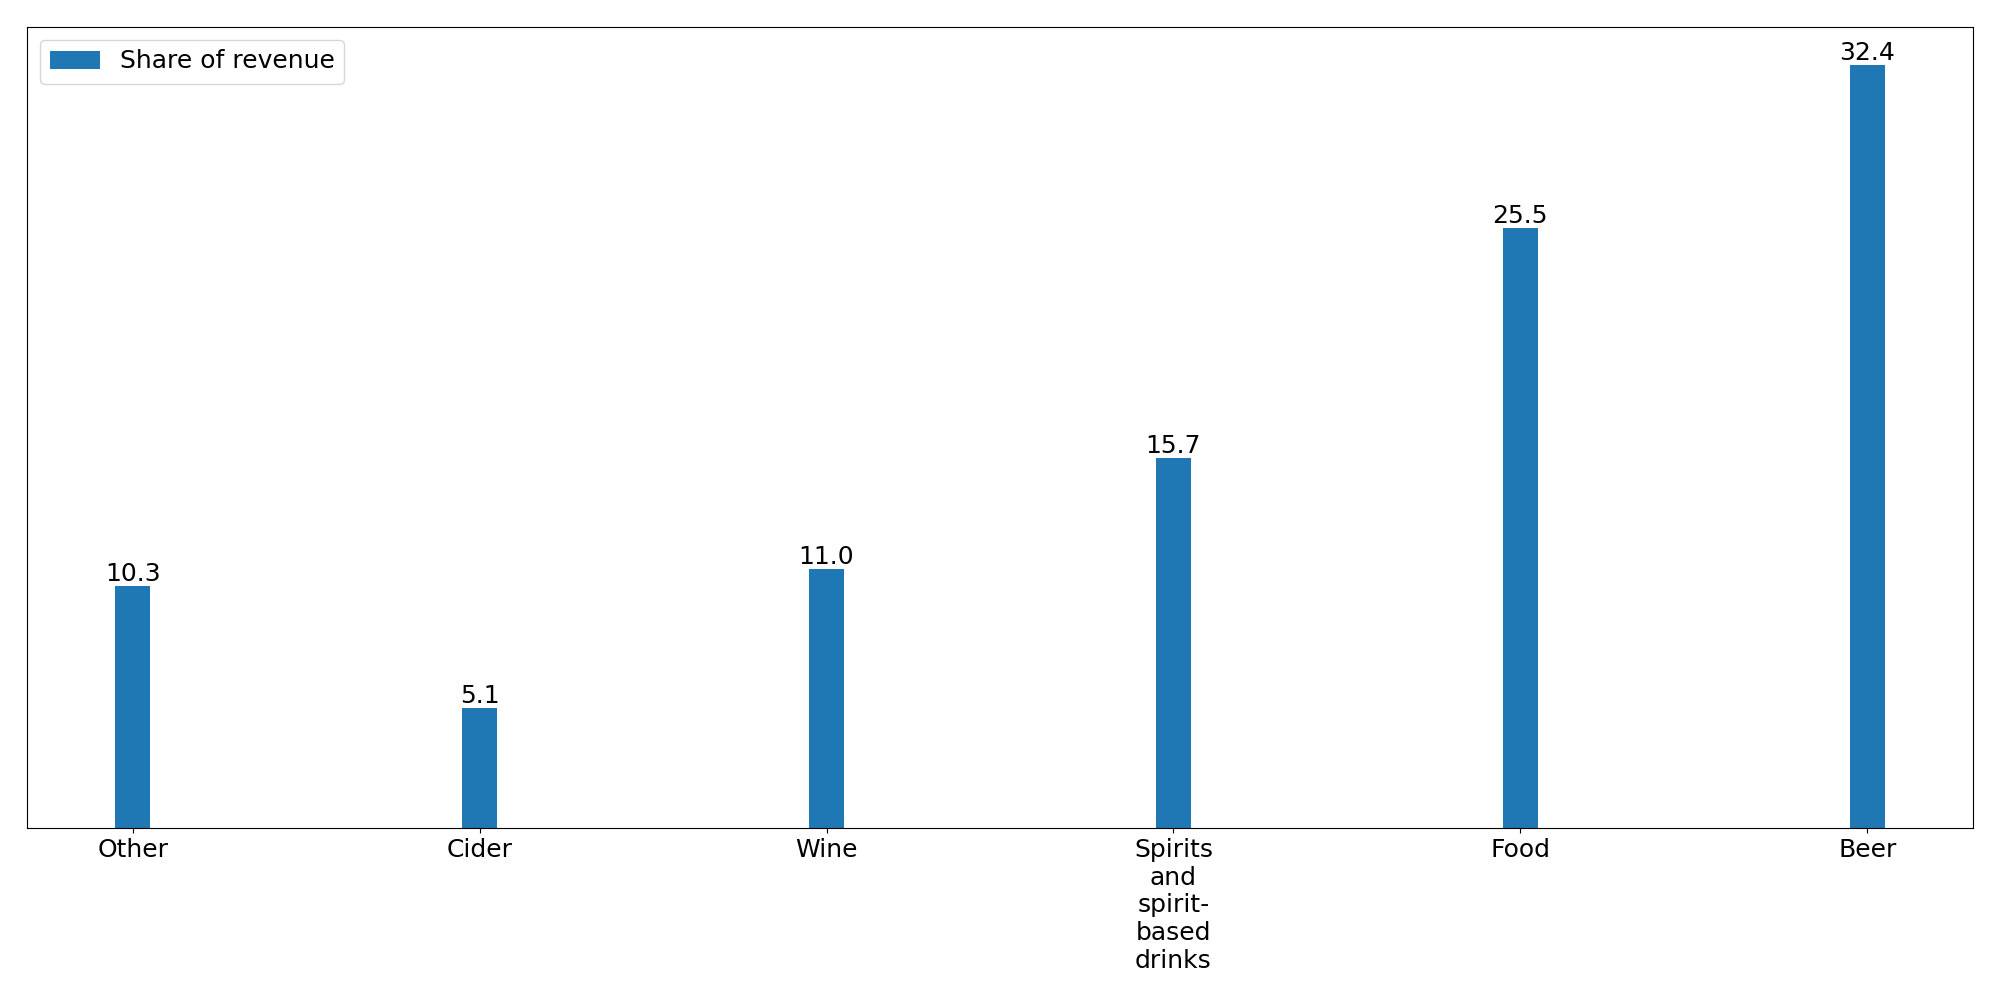 Share of revenue
32.4
25.5
15.7
11.0
10.3
5.1
Other
Cider
Wine
Spirits
and
spirit-
based
drinks
Food
Beer